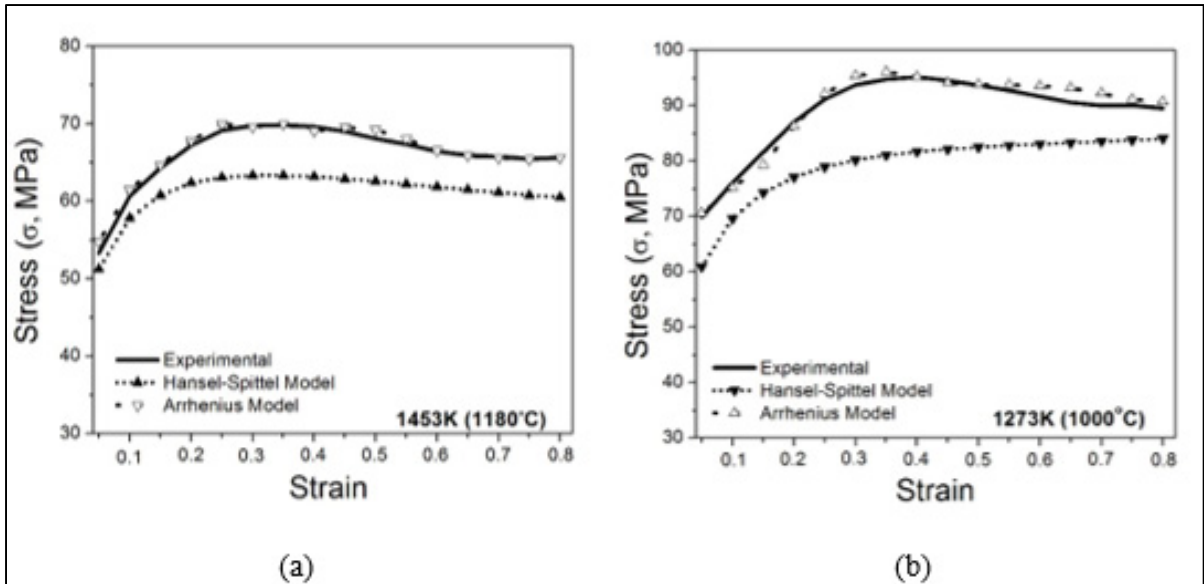 80
70
60
50
40
30
Stress (σ, MPa)
Experimental
Hansel-Spittel Model
Arrhenius Model
1453K (1180°C)
0.1 0.2 0.3 0.4 0.5 0.6 0.7 0.8
Strain
(a)
100
90
80
70
60
50
40
30
Stress (σ, MPa)
Experimental
Hansel-Spittel Model
Arrhenius Model
1273K (1000°C)
0.1 0.2 0.3 0.4 0.5 0.6 0.7 0.8
Strain
(b)